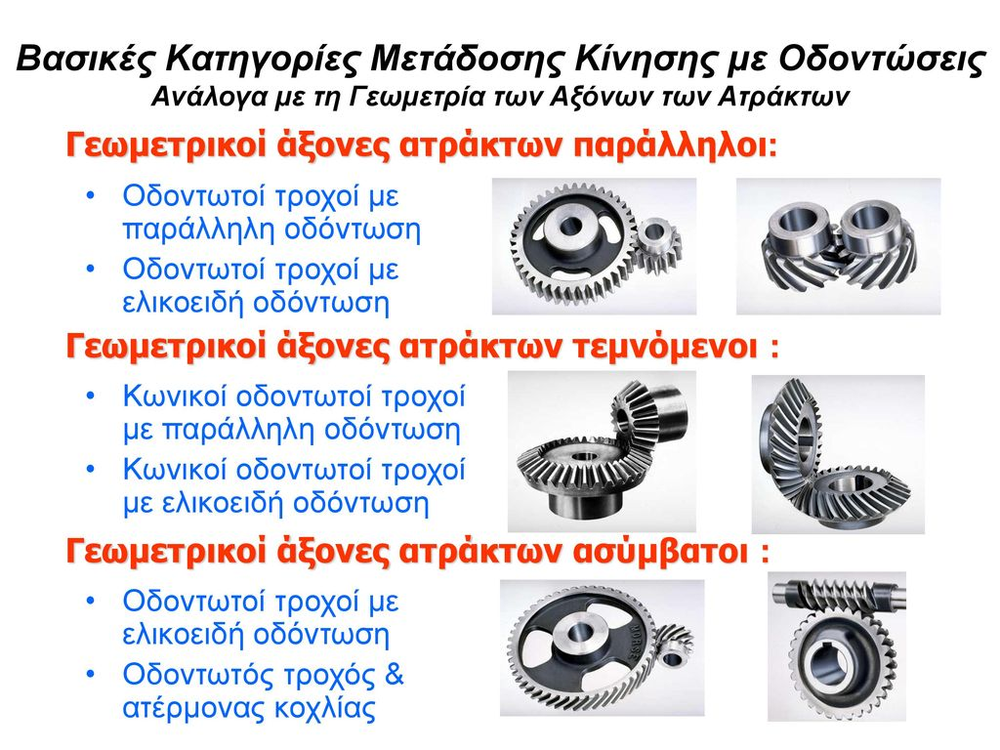 Βασικές Κατηγορίες Μετάδοσης Κίνησης με Οδοντώσεις
Ανάλογα με τη Γεωμετρία των Αξόνων των Ατράκτων
Γεωμετρικοί άξονες ατράκτων παράλληλοι:
• Οδοντωτοί τροχοί με
παράλληλη οδόντωση
• Οδοντωτοί τροχοί με
ελικοειδή οδόντωση
Γεωμετρικοί άξονες ατράκτων τεμνόμενοι :
• Κωνικοί οδοντωτοί τροχοί
με παράλληλη οδόντωση
• Κωνικοί οδοντωτοί τροχοί
με ελικοειδή οδόντωση
Γεωμετρικοί άξονες ατράκτων ασύμβατοι :
• Οδοντωτοί τροχοί με
ελικοειδή οδόντωση
MORSE
• Οδοντωτός τροχός &
ατέρμονας κοχλίας